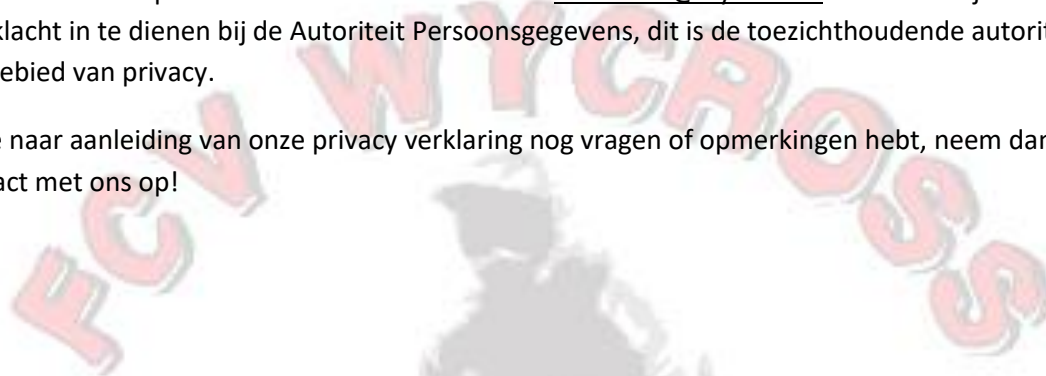 klacht in te dienen bij de Autoriteit Persoonsgegevens, dit is de toezichthoudende autorit
ebied van privacy.
e naar aanleiding van onze privacy verklaring nog vragen of opmerkingen hebt, neem dan
act met ons op!
FCV WYCROSS